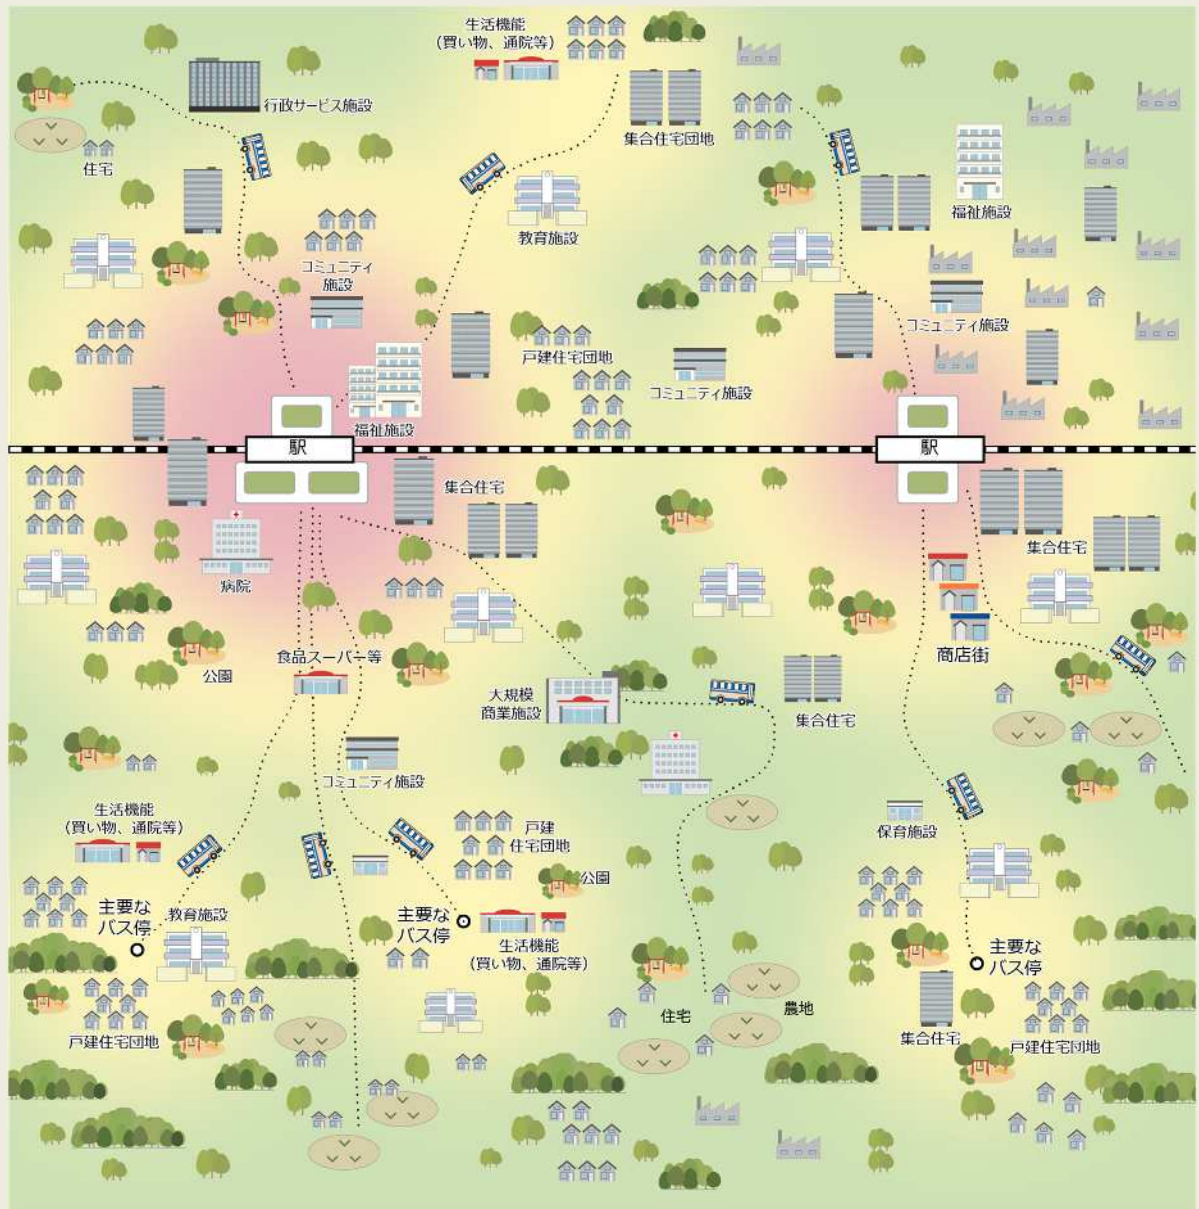 生活機能
(買い物、通院等)
行政サービス施設
集合住宅団地
住宅
福祉施設
教育施設
コミュニティ
施設
コミュニティ施設
戸建住宅団地
コミュニティ施設
福祉施設
駅
駅
集合住宅
集合住宅
病院
食品スーパー等
商店街
公園
大規模
商業施設
集合住宅
コミュニティ施設
生活機能
(買い物、通院等)
戸建
住宅団地
保育施設
公園
主要な
バス停
教育施設
主要な
バス停
生活機能
(買い物、通院等)
主要な
バス停
住宅
農地
戸建住宅団地
集合住宅
戸建住宅団地